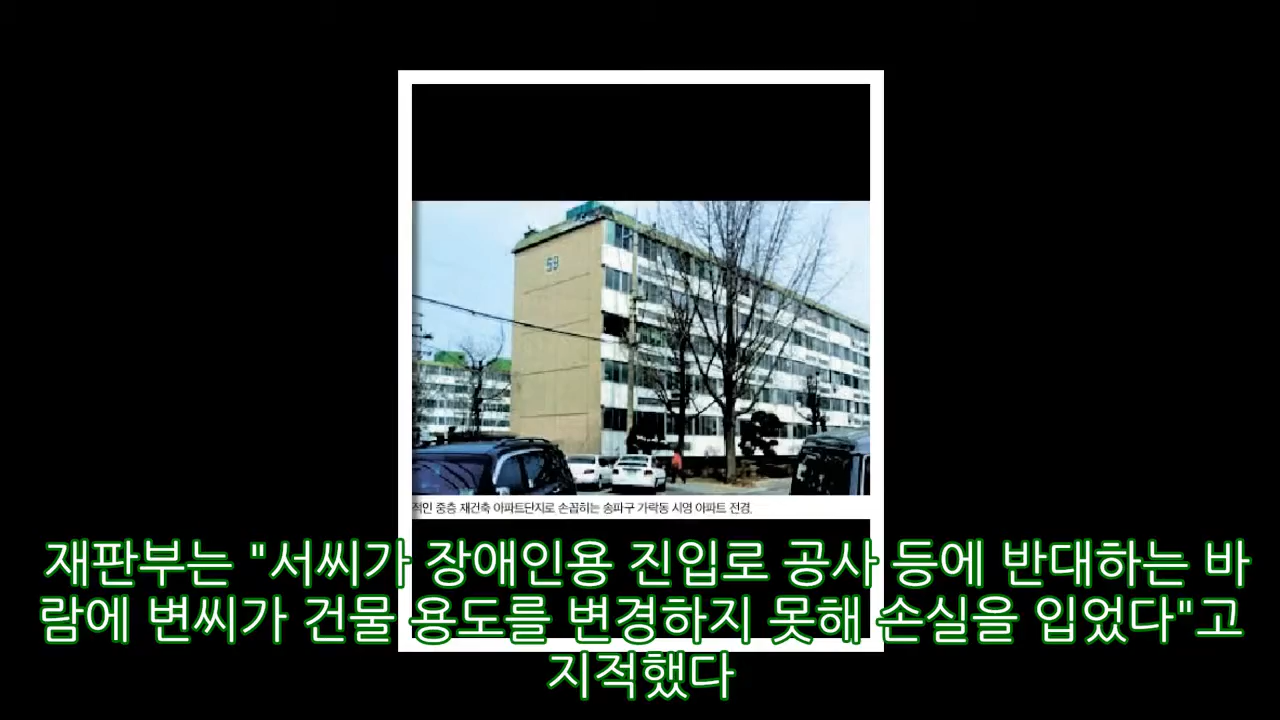 59
적인 중층 재건축 아파트단지로 손꼽히는 송파구 가락동 시영 아파트 전경.
재판부는 "서씨가 장애인용 진입로 공사 등에 반대하는 바
람에 변씨가 건물 용도를 변경하지 못해 손실을 입었다"고
지적했다